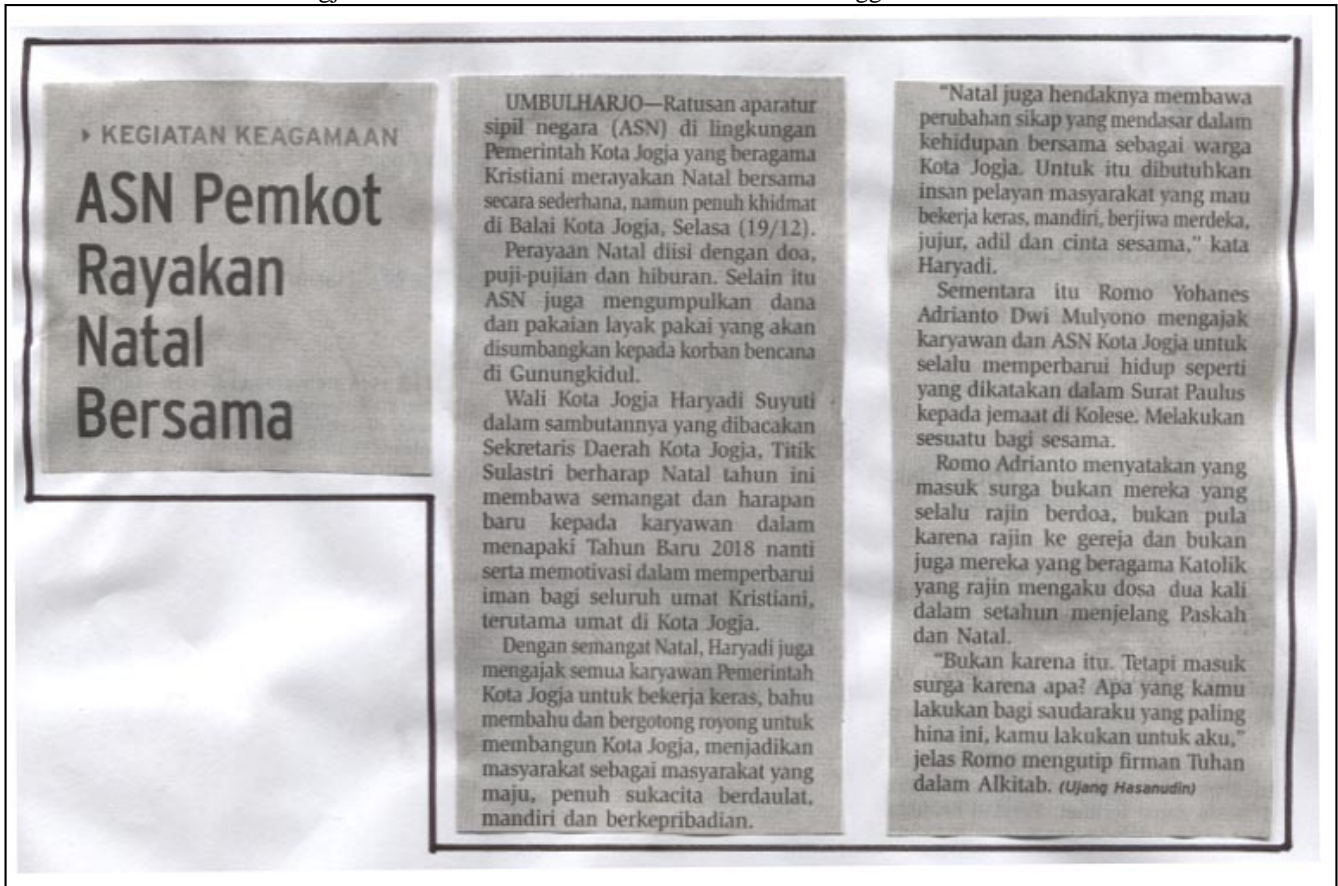 ▸ KEGIATAN KEAGAMAAN
ASN Pemkot
Rayakan
Natal
Bersama
UMBULHARJO—Ratusan aparatur
sipil negara (ASN) di lingkungan
Pemerintah Kota Jogja yang beragama
Kristiani merayakan Natal bersama
secara sederhana, namun penuh khidmat
di Balai Kota Jogja, Selasa (19/12).
Perayaan Natal diisi dengan doa,
puji-pujian dan hiburan. Selain itu
ASN juga mengumpulkan dana
dan pakaian layak pakai yang akan
disumbangkan kepada korban bencana
di Gunungkidul.
Wali Kota Jogja Haryadi Suyuti
dalam sambutannya yang dibacakan
Sekretaris Daerah Kota Jogja, Titik
Sulastri berharap Natal tahun ini
membawa semangat dan harapan
baru kepada karyawan dalam
menapaki Tahun Baru 2018 nanti
serta memotivasi dalam memperbarui
iman bagi seluruh umat Kristiani,
terutama umat di Kota Jogja.
Dengan semangat Natal, Haryadi juga
mengajak semua karyawan Pemerintah
Kota Jogja untuk bekerja keras, bahu
membahu dan bergotong royong untuk
membangun Kota Jogja, menjadikan
masyarakat sebagai masyarakat yang
maju, penuh sukacita berdaulat,
mandiri dan berkepribadian.
"Natal juga hendaknya membawa
perubahan sikap yang mendasar dalam
kehidupan bersama sebagai warga
Kota Jogja. Untuk itu dibutuhkan
insan pelayan masyarakat yang mau
bekerja keras, mandiri, berjiwa merdeka,
jujur, adil dan cinta sesama," kata
Haryadi.
Sementara itu Romo Yohanes
Adrianto Dwi Mulyono mengajak
karyawan dan ASN Kota Jogja untuk
selalu memperbarui hidup seperti
yang dikatakan dalam Surat Paulus
kepada jemaat di Kolese. Melakukan
sesuatu bagi sesama.
Romo Adrianto menyatakan yang
masuk surga bukan mereka yang
selalu rajin berdoa, bukan pula
karena rajin ke gereja dan bukan
juga mereka yang beragama Katolik
yang rajin mengaku dosa dua kali
dalam setahun menjelang Paskah
dan Natal.
"Bukan karena itu. Tetapi masuk
surga karena apa? Apa yang kamu
lakukan bagi saudaraku yang paling
hina ini, kamu lakukan untuk aku,"
jelas Romo mengutip firman Tuhan
dalam Alkitab. (Ujang Hasanudin)